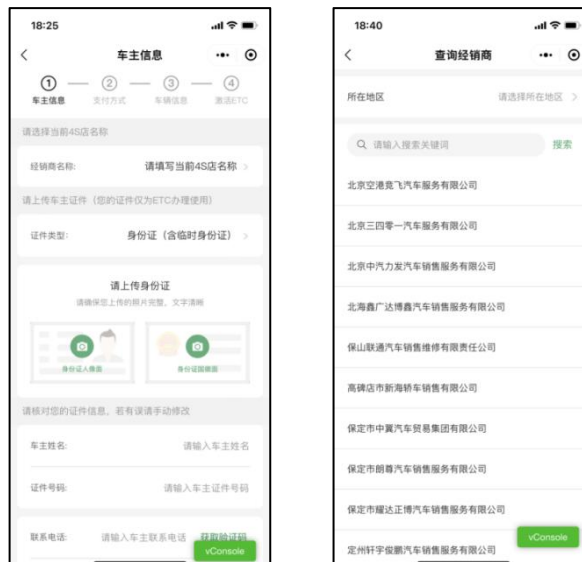 18:25
车主信息
1
2
3
4
车主信息
支付方式
车辆信息
激活ETC
请选择当前4S店名称
经销商名称:
请填写当前4S店名称
请上传车主证件（您的证件仅为ETC办理使用）
证件类型:
身份证（含临时身份证）
请上传身份证
请确保您上传的照片完整、文字清晰
身份证人像面
身份证国徽面
请核对您的证件信息，若有误请手动修改
车主姓名:
请输入车主姓名
证件号码:
请输入车主证件号码
联系电话:
请输入车主联系电话
获取验证码
vConsole
18:40
查询经销商
所在地区
请选择所在地区
请输入搜索关键词
搜索
北京空港竞飞汽车服务有限公司
北京三四零一汽车服务有限公司
北京中汽力发汽车销售服务有限公司
北海鑫广达博鑫汽车销售服务有限公司
保山联通汽车销售维修有限责任公司
高碑店市新海轿车销售有限公司
保定市中翼汽车贸易集团有限公司
保定市朗尊汽车销售服务有限公司
保定市耀达正博汽车销售服务有限公司
定州轩宇俊鹏汽车销售服务有限公司
vConsole